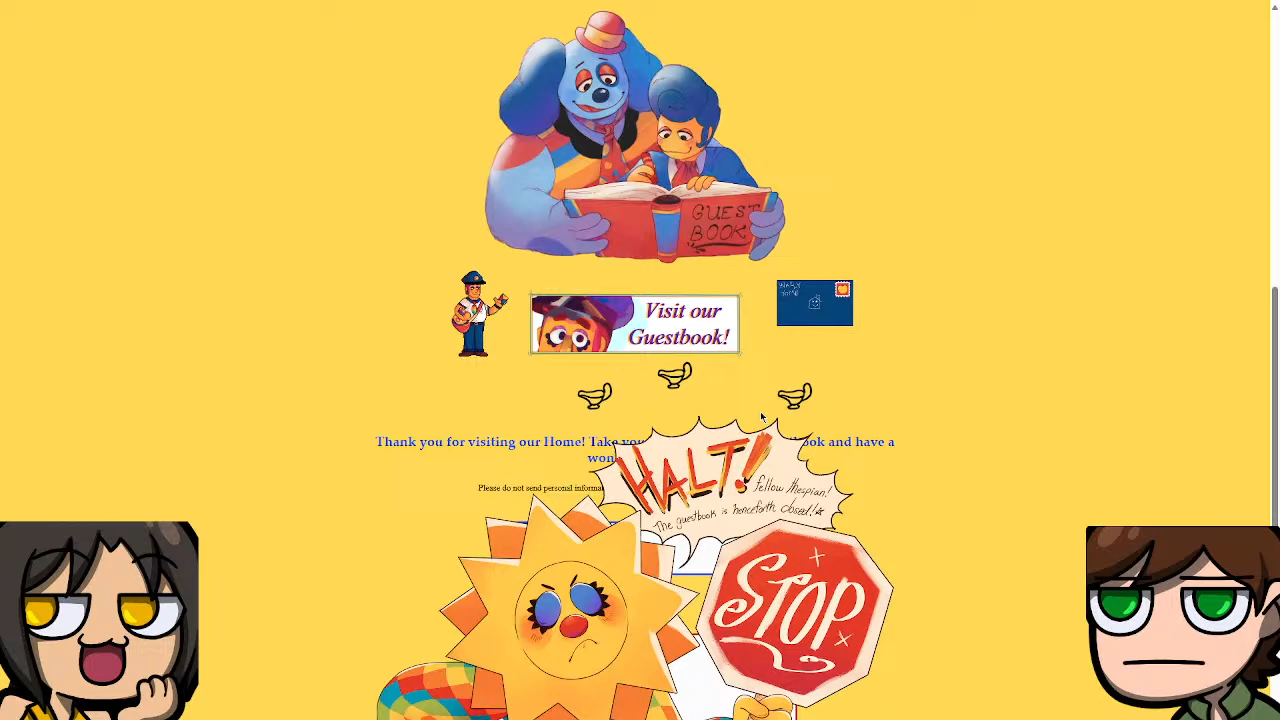 GUEST
BOOK
Visit our
Guestbook!
Thank you for visiting our Home! Take you ook and have a
won
HALT!
fellow thespian!
The guestbook is henceforth closed!!
Please do not send personal informa
STOP